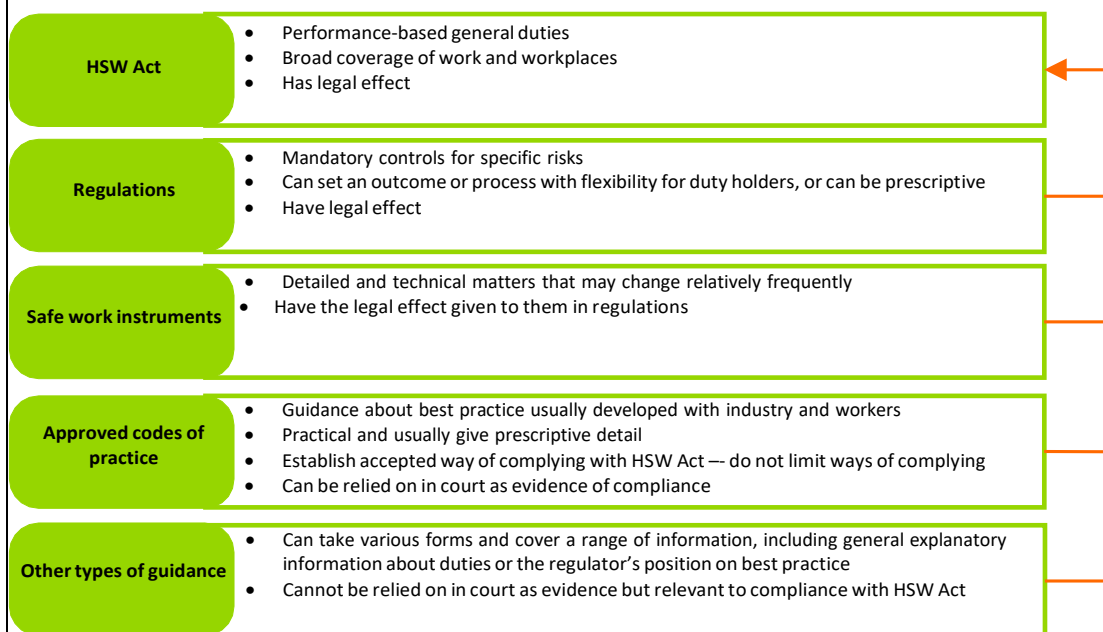 HSW Act
• Performance-based general duties
• Broad coverage of work and workplaces
• Has legal effect
Regulations
• Mandatory controls for specific risks
• Can set an outcome or process with flexibility for duty holders, or can be prescriptive
• Have legal effect
Safe work instruments
• Detailed and technical matters that may change relatively frequently
• Have the legal effect given to them in regulations
Approved codes of
practice
• Guidance about best practice usually developed with industry and workers
• Practical and usually give prescriptive detail
• Establish accepted way of complying with HSW Act –- do not limit ways of complying
• Can be relied on in court as evidence of compliance
Other types of guidance
• Can take various forms and cover a range of information, including general explanatory
information about duties or the regulator’s position on best practice
• Cannot be relied on in court as evidence but relevant to compliance with HSW Act